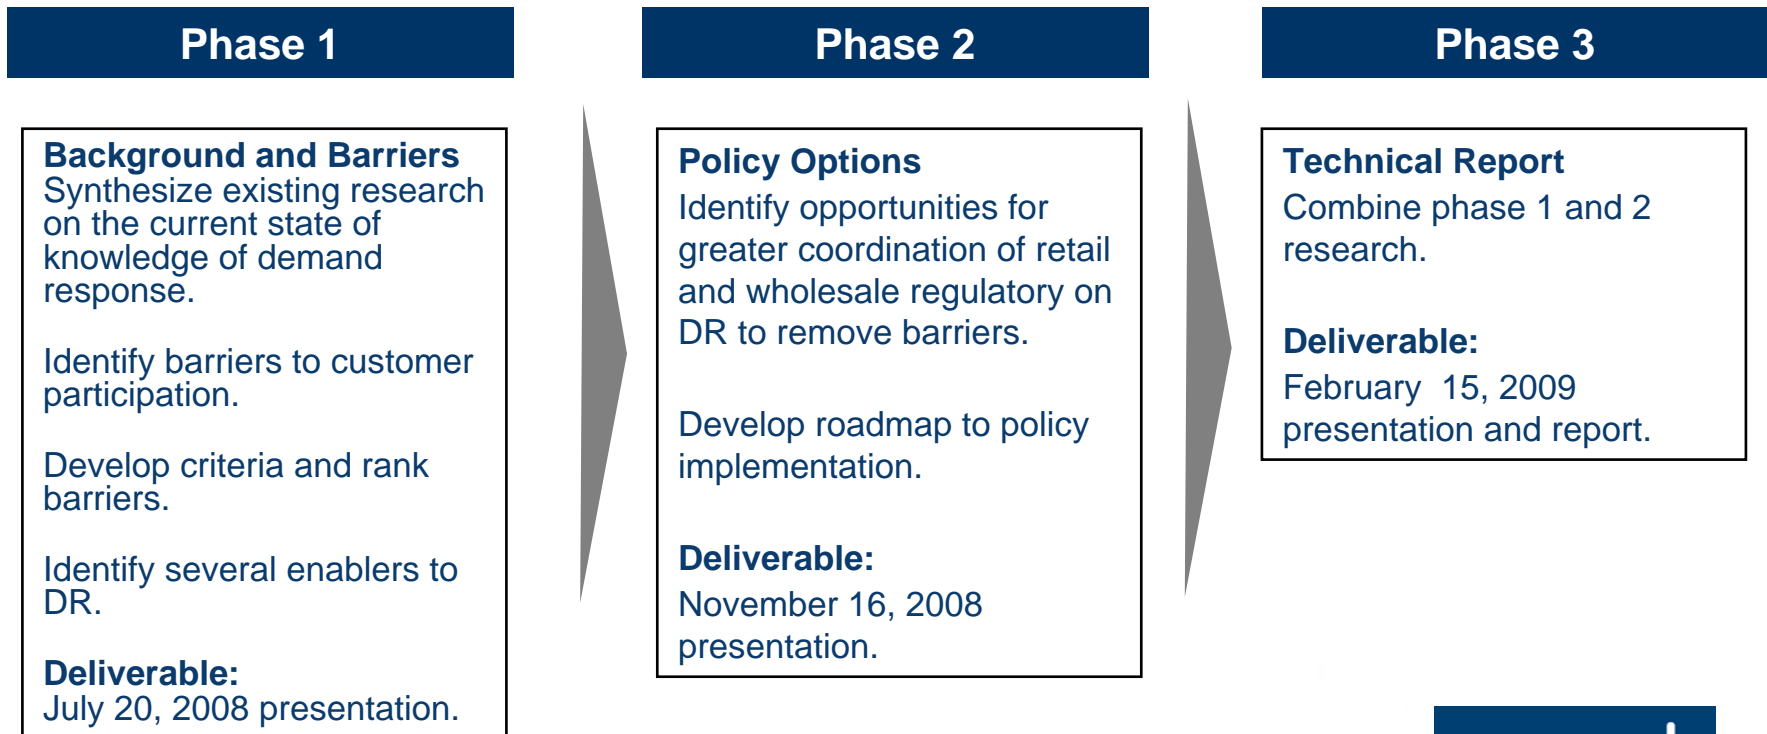 Phase 1
Background and Barriers
Synthesize existing research
on the current state of
knowledge of demand
response.
Identify barriers to customer
participation.
Develop criteria and rank
barriers.
Identify several enablers to
DR.
Deliverable:
July 20, 2008 presentation.
Phase 2
Policy Options
Identify opportunities for
greater coordination of retail
and wholesale regulatory on
DR to remove barriers.
Develop roadmap to policy
implementation.
Deliverable:
November 16, 2008
presentation.
Phase 3
Technical Report
Combine phase 1 and 2
research.
Deliverable:
February  15, 2009
presentation and report.